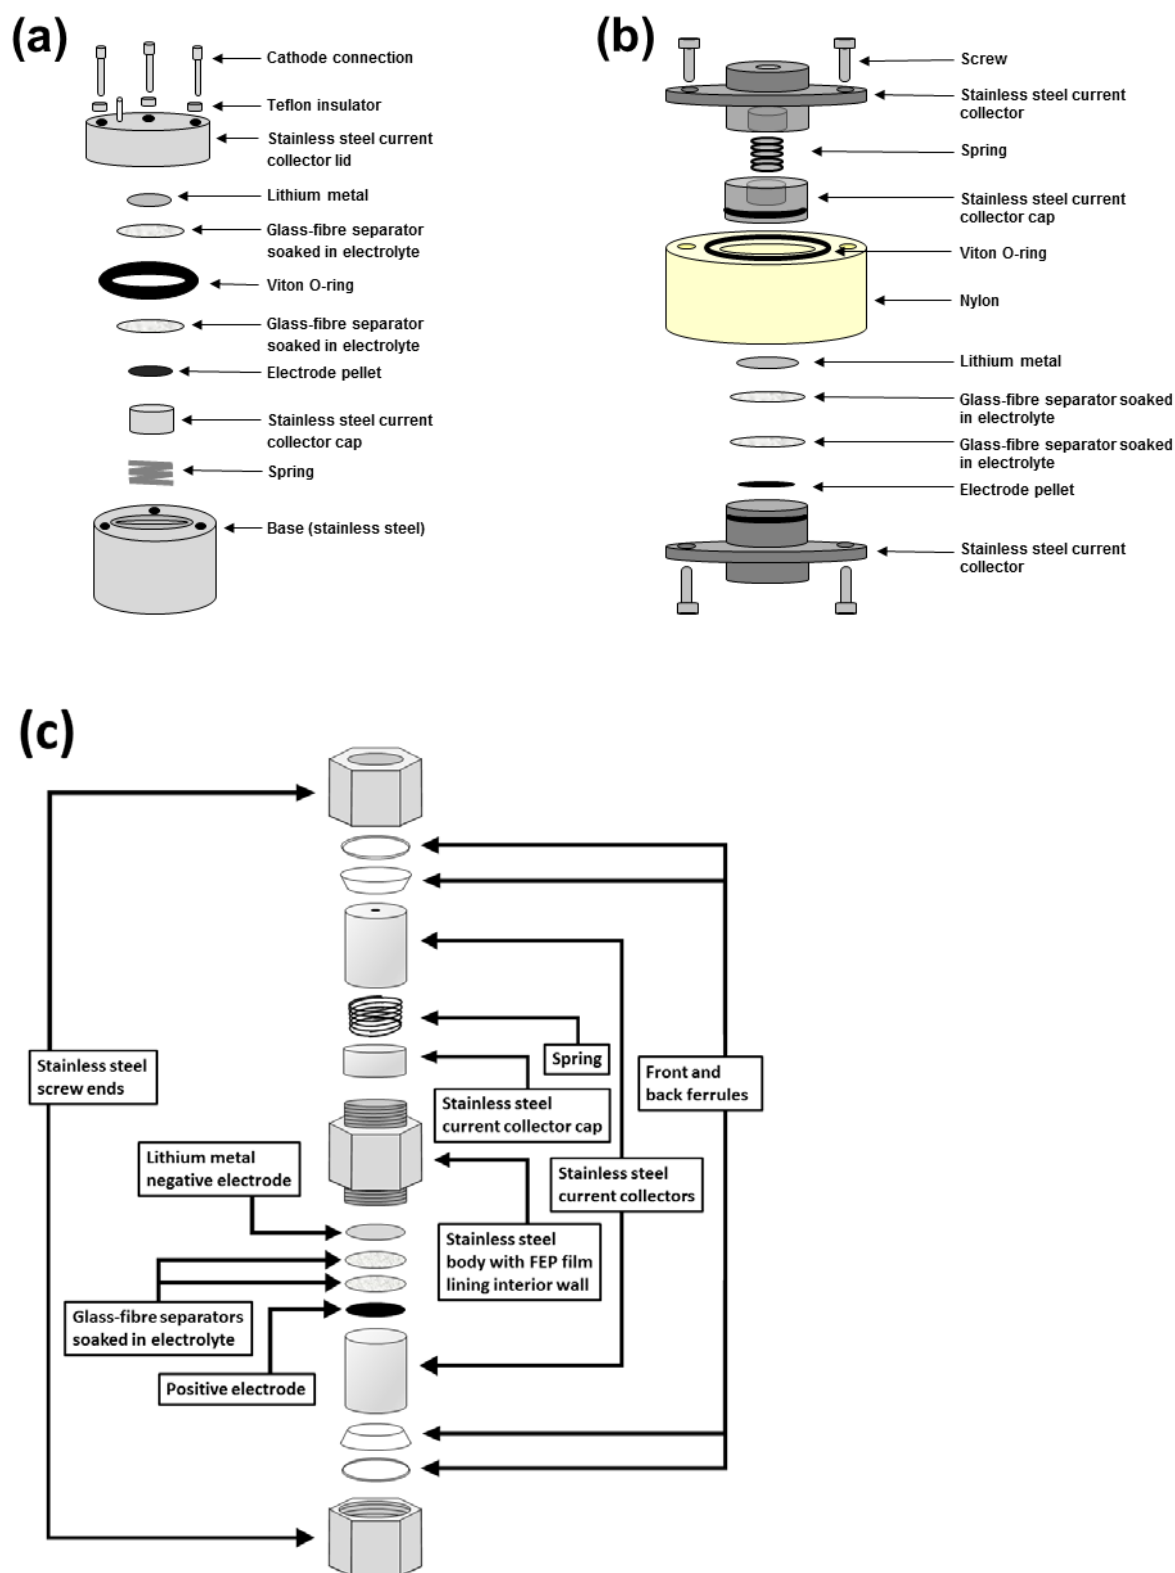 (a)
Cathode connection
Teflon insulator
Stainless steel current
collector lid
Lithium metal
Glass-fibre separator
soaked in electrolyte
Viton O-ring
Glass-fibre separator
soaked in electrolyte
Electrode pellet
Stainless steel current
collector cap
Spring
Base (stainless steel)
(b)
Screw
Stainless steel current
collector
Spring
Stainless steel current
collector cap
Viton O-ring
Nylon
Lithium metal
Glass-fibre separator soaked
in electrolyte
Glass-fibre separator soaked
in electrolyte
Electrode pellet
Stainless steel current
collector
(c)
Stainless steel
screw ends
Spring
Front and
back ferrules
Stainless steel
current collector cap
Lithium metal
negative electrode
Stainless steel
current collectors
Stainless steel
body with FEP film
lining interior wall
Glass-fibre separators
soaked in electrolyte
Positive electrode